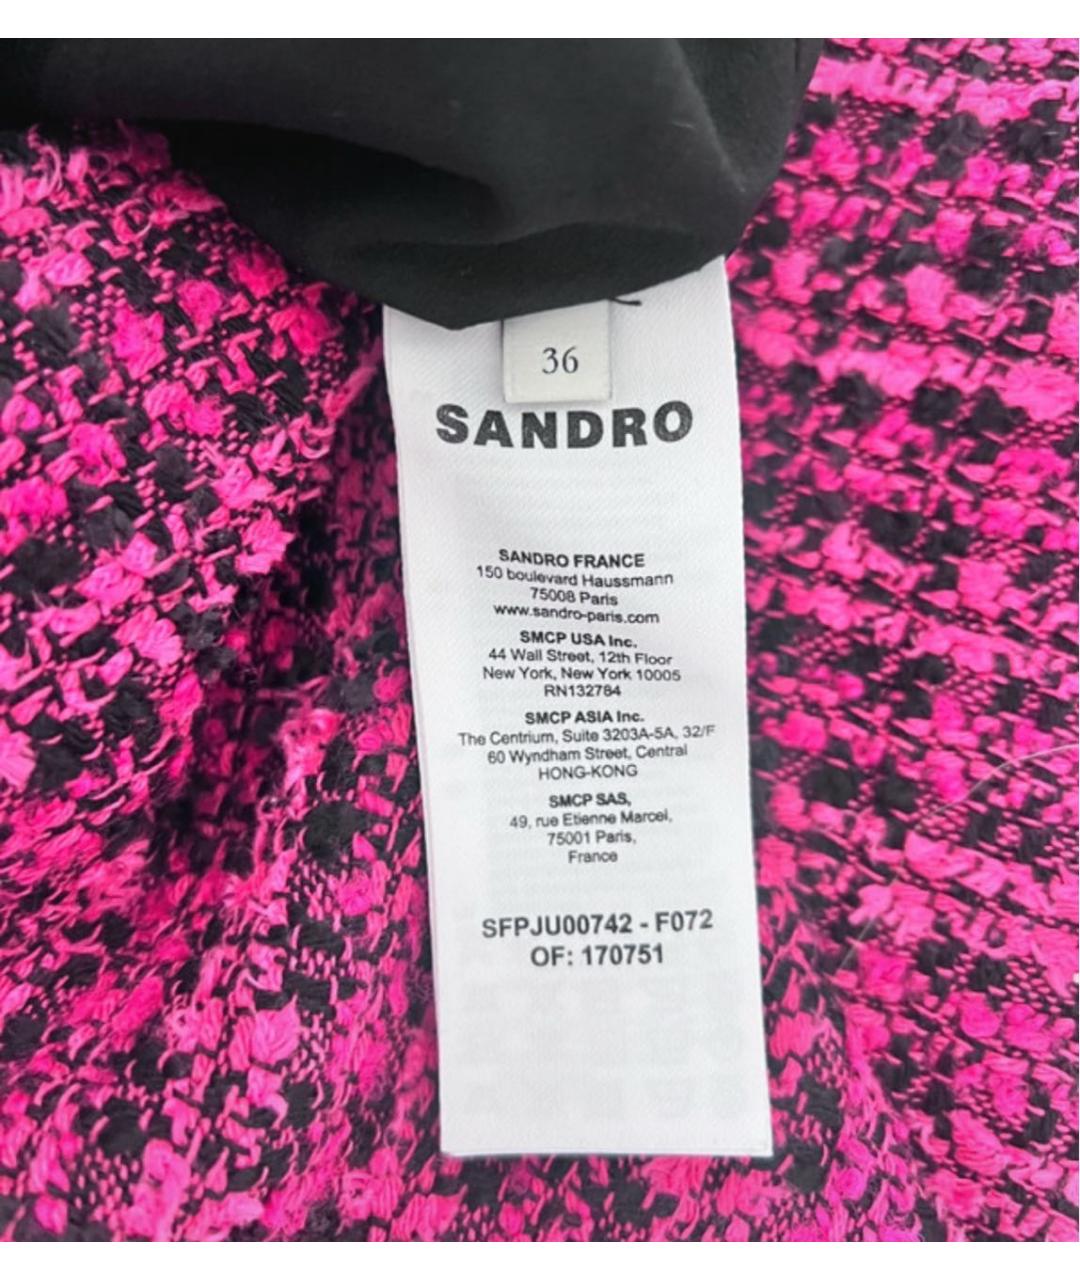 36
SANDRO
SANDRO FRANCE
150 boulevard Haussmann
75008 Paris
www.sandro-paris.com
SMCP USA Inc.
44 Wall Street, 12th Floor
New York, New York 10005
RN132784
SMCP ASIA Inc.
The Centrium, Suite 3203A-5A, 32/F
60 Wyndham Street, Central
HONG-KONG
SMCP SAS,
49, rue Etienne Marcel,
75001 Paris,
France
SFPJU00742 - F072
OF: 170751